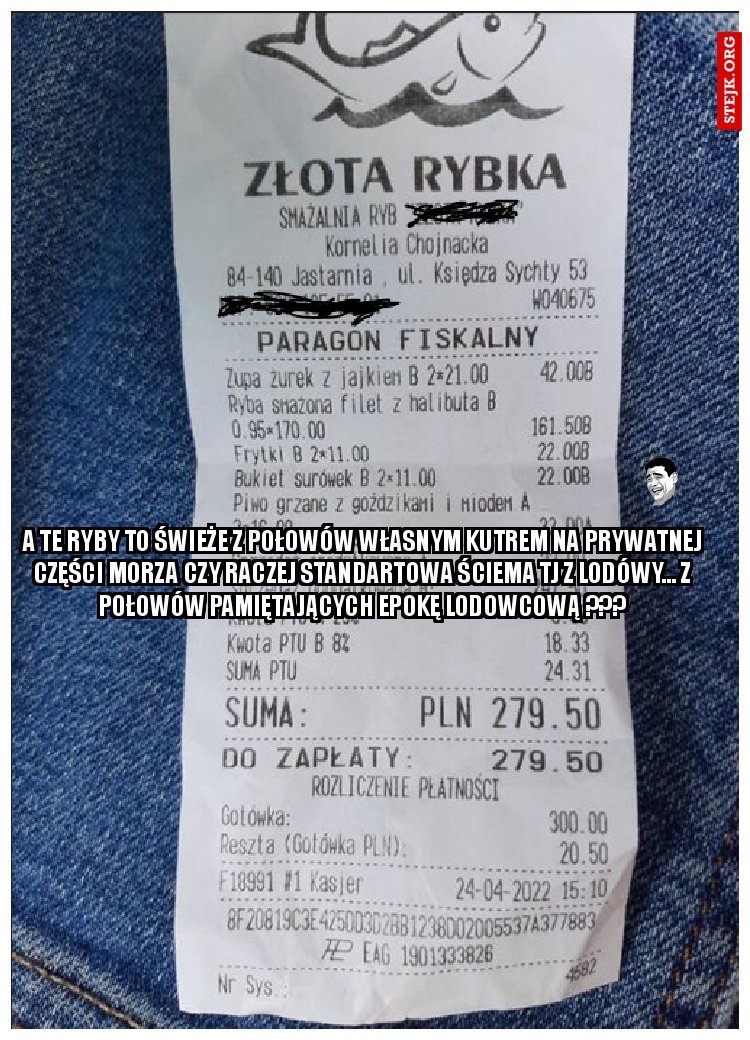 STEJK.ORG
ZŁOTA RYBKA
SMAŻALNIA RYB
Kornelia Chojnacka
84-140 Jastarnia , ul. Księdza Sychty 53
W040675
PARAGON FISKALNY
Zupa żurek z jajkiem B 2*21.00 42.00B
Ryba smażona filet z halibuta B
0.95*170.00 161.50B
Frytki B 2*11.00 22.00B
Bukiet surówek B 2*11.00 22.00B
Piwo grzane z goździkami i miodem A
A TE RYBY TO ŚWIEŻE Z POŁOWÓW WŁASNYM KUTREM NA PRYWATNEJ
CZĘŚCI MORZA CZY RACZEJ STANDARTOWA ŚCIEMA TJ Z LODÓWY... Z
POŁOWÓW PAMIĘTAJĄCYCH EPOKĘ LODOWCOWĄ ???
Kwota PTU B 8% 18.33
SUMA PTU 24.31
SUMA: PLN 279.50
DO ZAPŁATY: 279.50
ROZLICZENIE PŁATNOŚCI
Gotówka: 300.00
Reszta (Gotówka PLN): 20.50
F18991 #1 Kasjer 24-04-2022 15:10
8F20819C3E425DD3D2BB1238D02005537A377883
EAG 1901333826
Nr Sys.: 4682